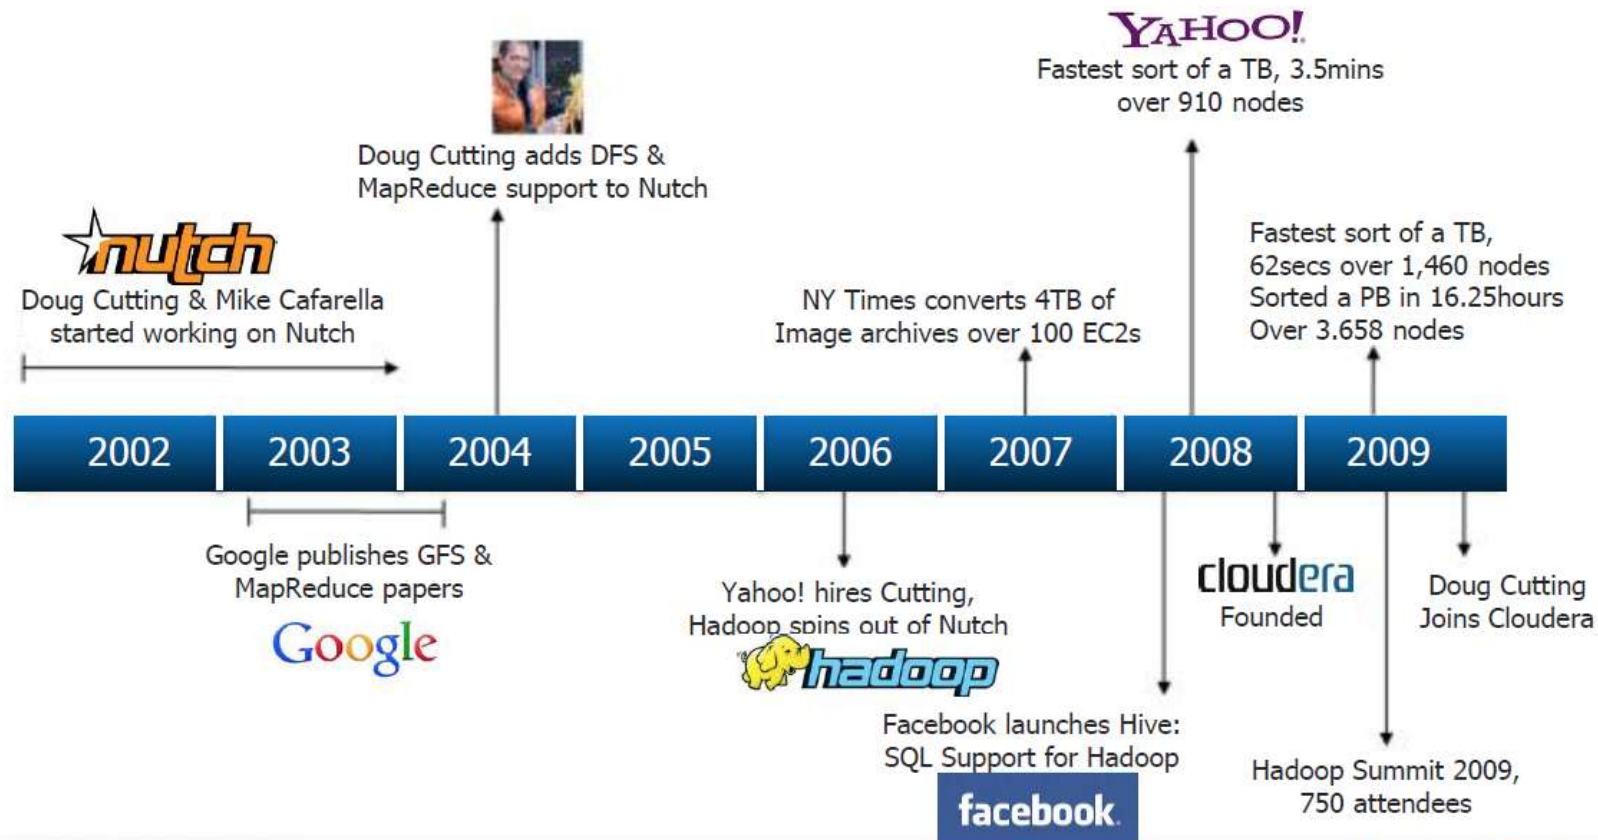 YAHOO!
Fastest sort of a TB, 3.5mins
over 910 nodes
Doug Cutting adds DFS &
MapReduce support to Nutch
nutch
Doug Cutting & Mike Cafarella
started working on Nutch
NY Times converts 4TB of
Image archives over 100 EC2s
Fastest sort of a TB,
62secs over 1,460 nodes
Sorted a PB in 16.25hours
Over 3.658 nodes
2002
2003
2004
2005
2006
2007
2008
2009
Google publishes GFS &
MapReduce papers
Google
Yahoo! hires Cutting,
Hadoop spins out of Nutch
hadoop
Facebook launches Hive:
SQL Support for Hadoop
facebook.
cloudera
Founded
Doug Cutting
Joins Cloudera
Hadoop Summit 2009,
750 attendees